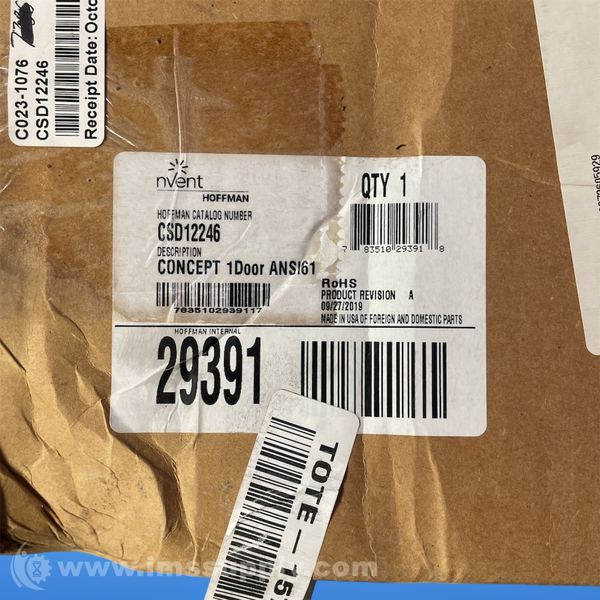 C023-1076
CSD12246
Receipt Date: Octo
nvent
HOFFMAN
QTY 1
HOFFMAN CATALOG NUMBER
CSD12246
DESCRIPTION
CONCEPT 1Door ANSI61
7835102939117
7 83510 29391 8
RoHS
PRODUCT REVISION A
09/27/2019
MADE IN USA OF FOREIGN AND DOMESTIC PARTS
HOFFMAN INTERNAL
29391
TOTE-
www.imssupply.com